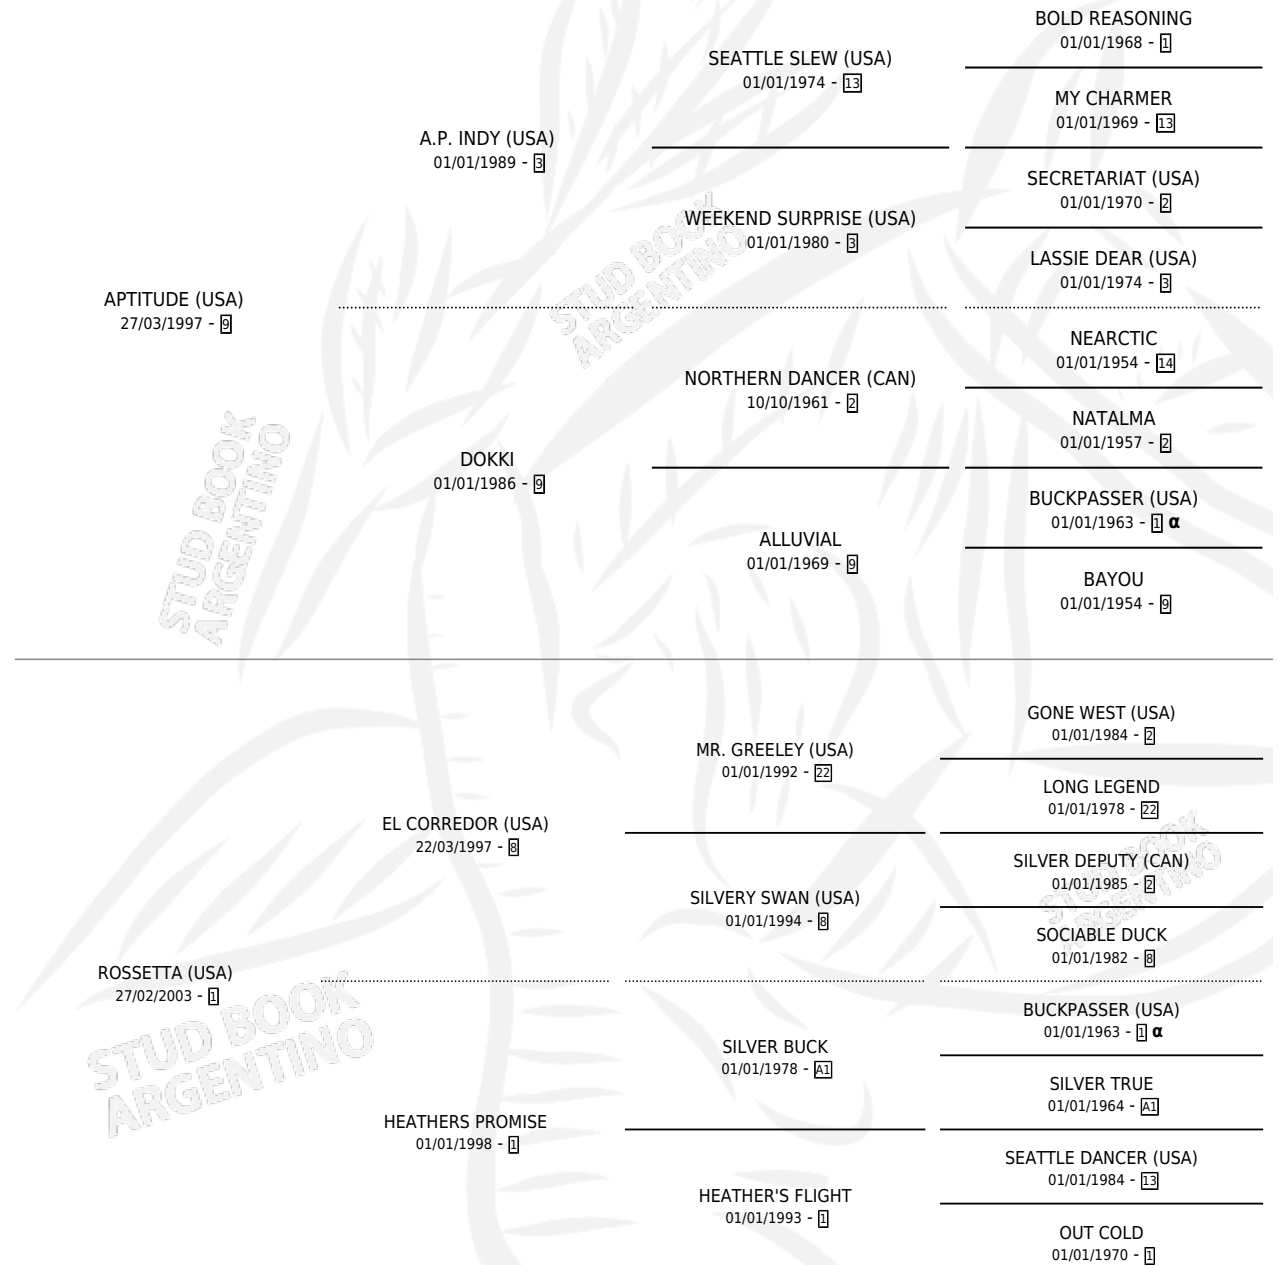 BOLD REASONING
01/01/1968 - 1
SEATTLE SLEW (USA)
01/01/1974 - 13
MY CHARMER
01/01/1969 - 13
A.P. INDY (USA)
01/01/1989 - 3
SECRETARIAT (USA)
01/01/1970 - 2
WEEKEND SURPRISE (USA)
01/01/1980 - 3
LASSIE DEAR (USA)
01/01/1974 - 3
APTITUDE (USA)
27/03/1997 - 9
NEARCTIC
01/01/1954 - 14
NORTHERN DANCER (CAN)
10/10/1961 - 2
NATALMA
01/01/1957 - 2
DOKKI
01/01/1986 - 9
BUCKPASSER (USA)
01/01/1963 - 1 α
ALLUVIAL
01/01/1969 - 9
BAYOU
01/01/1954 - 9
GONE WEST (USA)
01/01/1984 - 2
MR. GREELEY (USA)
01/01/1992 - 22
LONG LEGEND
01/01/1978 - 22
EL CORREDOR (USA)
22/03/1997 - 8
SILVER DEPUTY (CAN)
01/01/1985 - 2
SILVERY SWAN (USA)
01/01/1994 - 8
SOCIABLE DUCK
01/01/1982 - 8
ROSSETTA (USA)
27/02/2003 - 1
BUCKPASSER (USA)
01/01/1963 - 1 α
SILVER BUCK
01/01/1978 - A1
SILVER TRUE
01/01/1964 - A1
HEATHERS PROMISE
01/01/1998 - 1
SEATTLE DANCER (USA)
01/01/1984 - 13
HEATHER'S FLIGHT
01/01/1993 - 1
OUT COLD
01/01/1970 - 1
STUD BOOK
ARGENTINO
STUD BOOK
ARGENTINO
STUD BOOK
ARGENTINO
STUD BOOK
ARGENTINO